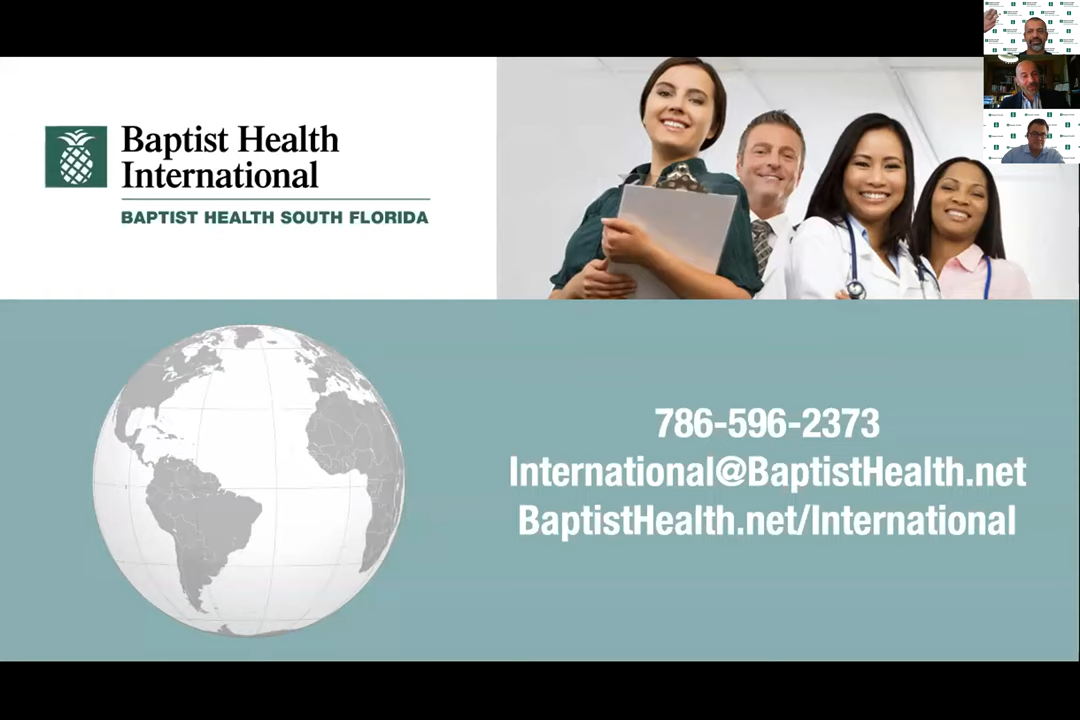 Baptist Health
International
BAPTIST HEALTH SOUTH FLORIDA
786-596-2373
International@BaptistHealth.net
BaptistHealth.net/International